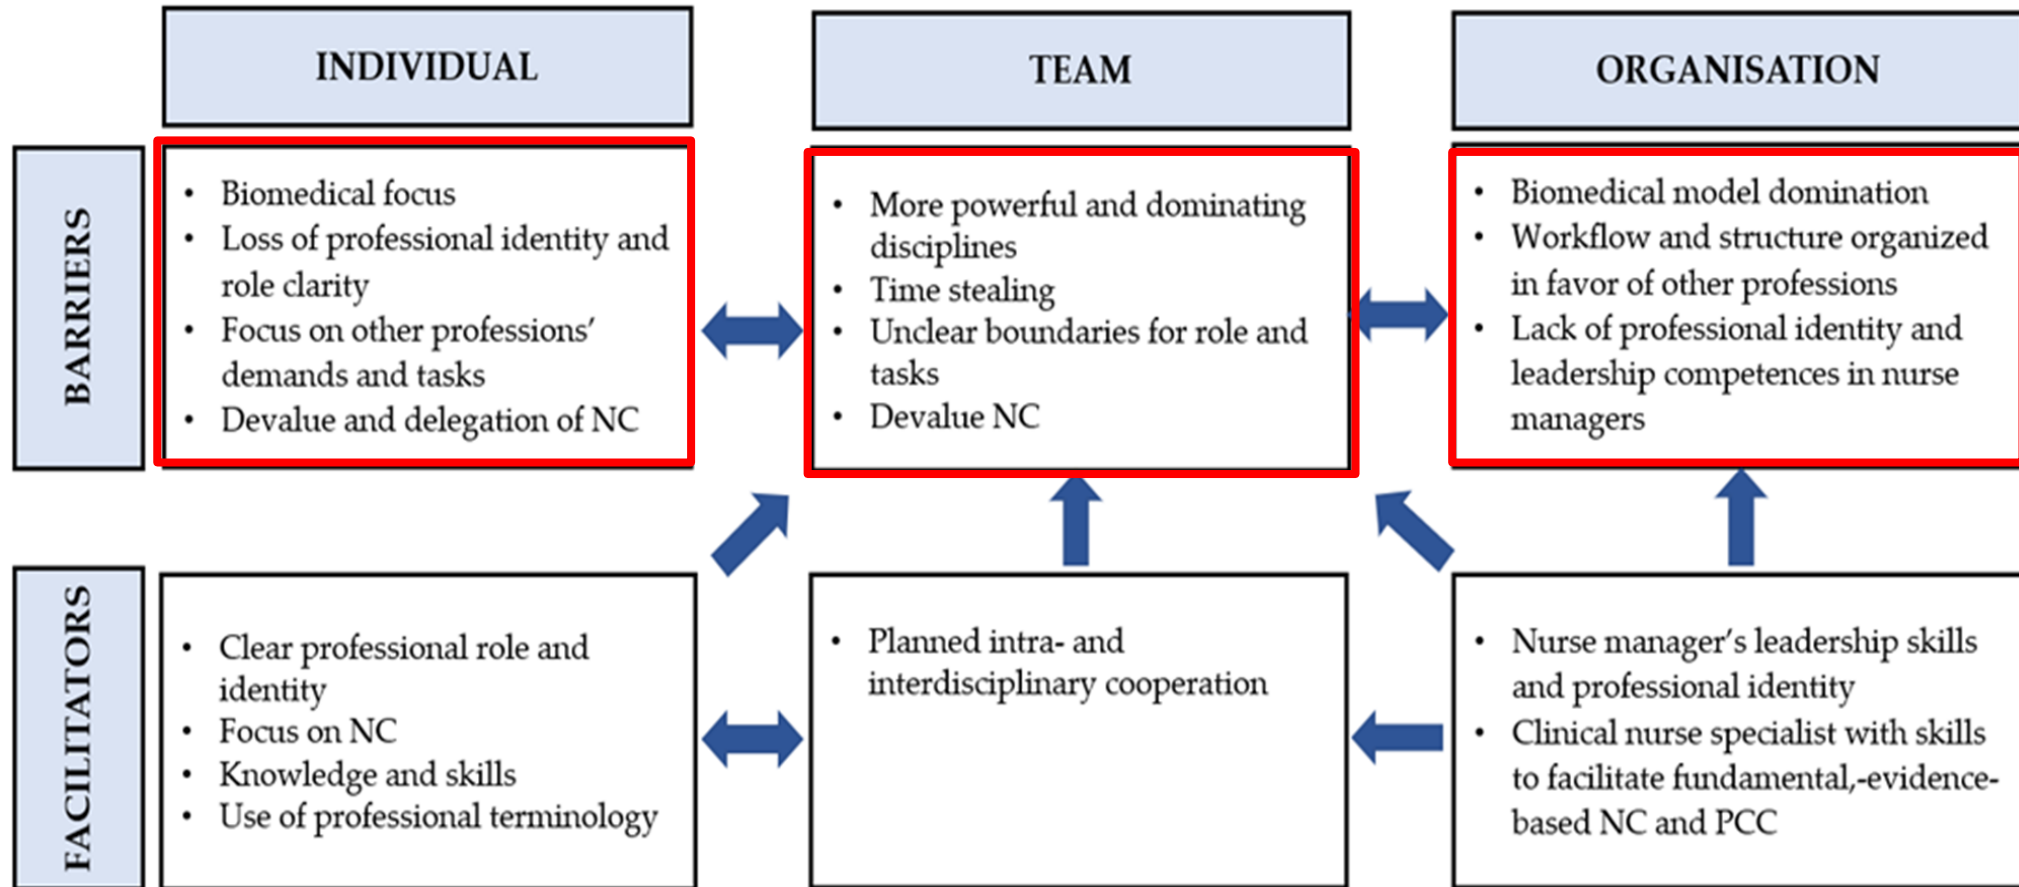 INDIVIDUAL
TEAM
ORGANISATION
BARRIERS
• Biomedical focus
• Loss of professional identity and
role clarity
• Focus on other professions’
demands and tasks
• Devalue and delegation of NC
• More powerful and dominating
disciplines
• Time stealing
• Unclear boundaries for role and
tasks
• Devalue NC
• Biomedical model domination
• Workflow and structure organized
in favor of other professions
• Lack of professional identity and
leadership competences in nurse
managers
FACILITATORS
• Clear professional role and
identity
• Focus on NC
• Knowledge and skills
• Use of professional terminology
• Planned intra- and
interdisciplinary cooperation
• Nurse manager’s leadership skills
and professional identity
• Clinical nurse specialist with skills
to facilitate fundamental,-evidence-
based NC and PCC